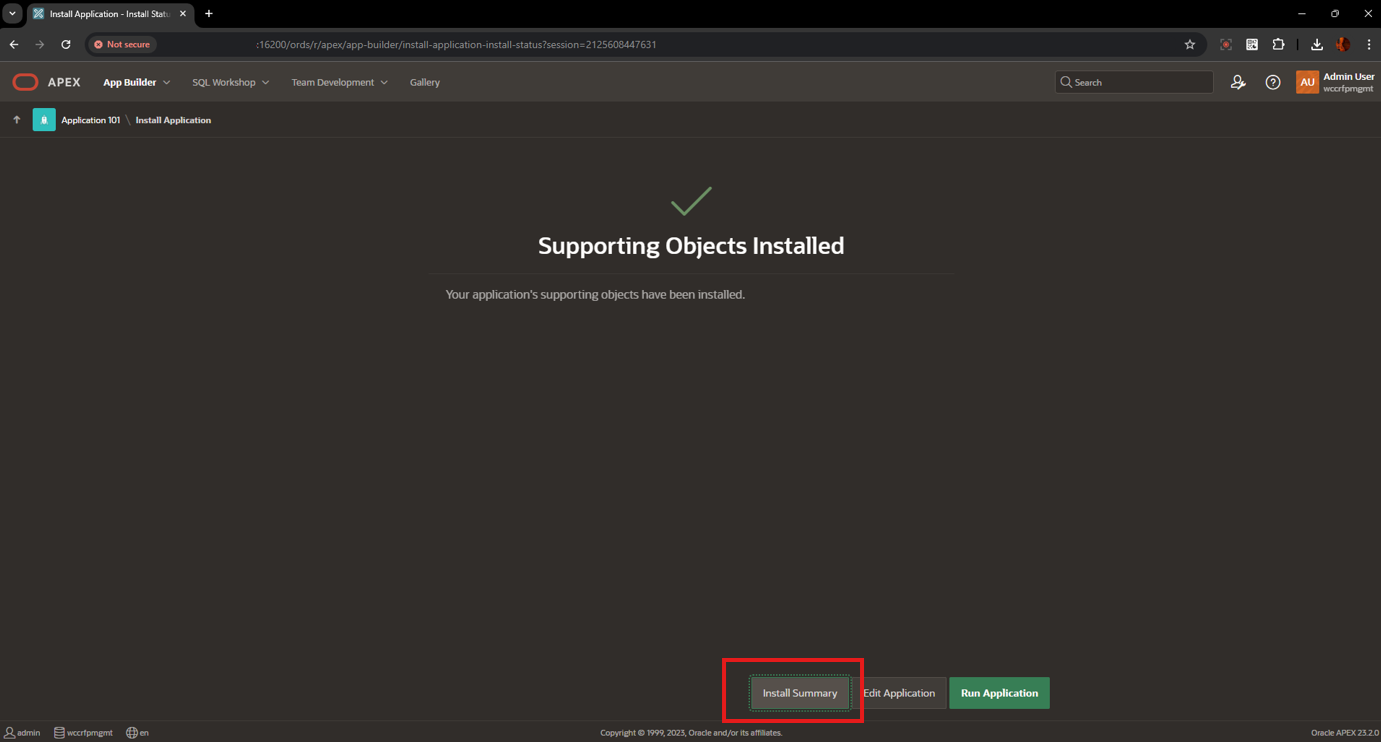 Install Application - Install Statu
Not secure
:16200/ords/r/apex/app-builder/install-application-install-status?session=2125608447631
APEX
App Builder
SQL Workshop
Team Development
Gallery
Search
AU
Admin User
wccrfpmgmt
Application 101 \ Install Application
Supporting Objects Installed
Your application's supporting objects have been installed.
Install Summary
Edit Application
Run Application
admin
wccrfpmgmt
en
Copyright © 1999, 2023, Oracle and/or its affiliates.
Oracle APEX 23.2.0